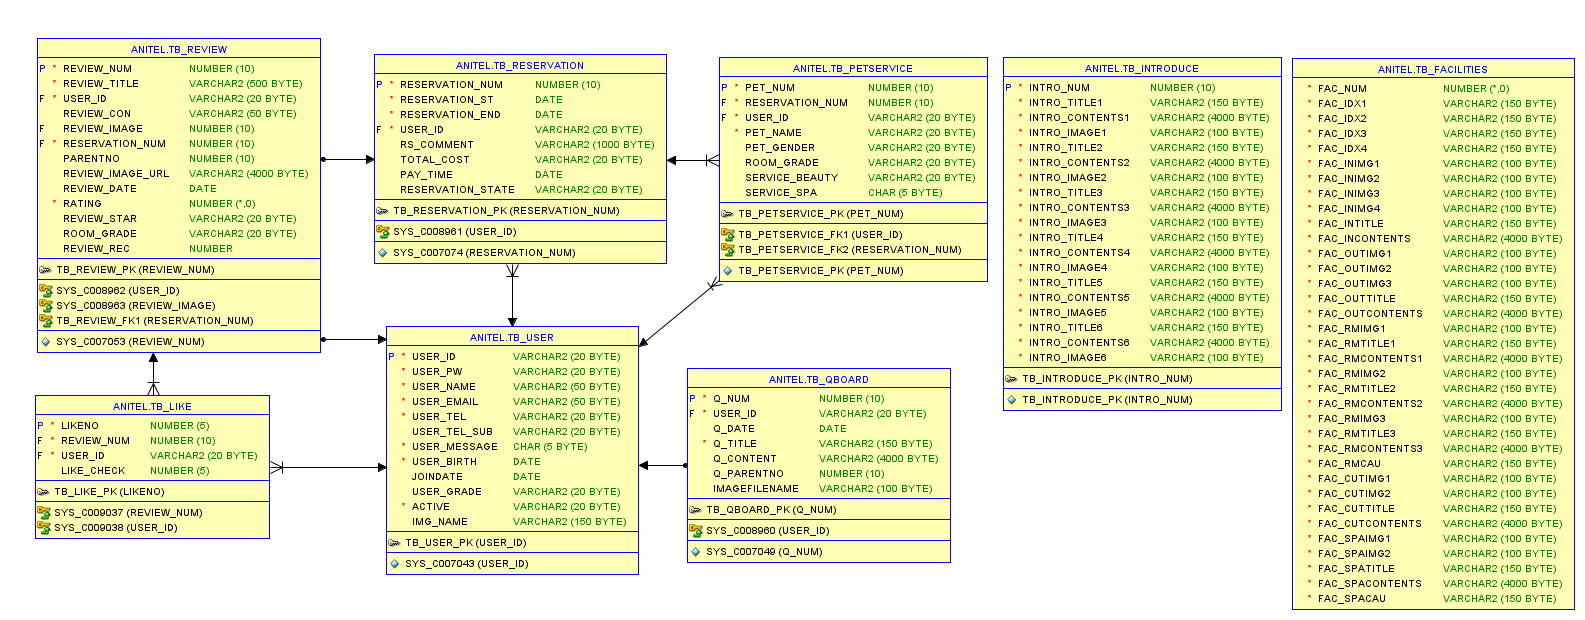 ANITEL.TB_REVIEW
P * REVIEW_NUM NUMBER (10)
* REVIEW_TITLE VARCHAR2 (500 BYTE)
F * USER_ID VARCHAR2 (20 BYTE)
REVIEW_CON VARCHAR2 (50 BYTE)
F REVIEW_IMAGE NUMBER (10)
F * RESERVATION_NUM NUMBER (10)
PARENTNO NUMBER (10)
REVIEW_IMAGE_URL VARCHAR2 (4000 BYTE)
REVIEW_DATE DATE
* RATING NUMBER (*,0)
REVIEW_STAR VARCHAR2 (20 BYTE)
ROOM_GRADE VARCHAR2 (20 BYTE)
REVIEW_REC NUMBER
TB_REVIEW_PK (REVIEW_NUM)
SYS_C008962 (USER_ID)
SYS_C008963 (REVIEW_IMAGE)
TB_REVIEW_FK1 (RESERVATION_NUM)
SYS_C007053 (REVIEW_NUM)
ANITEL.TB_RESERVATION
P * RESERVATION_NUM NUMBER (10)
* RESERVATION_ST DATE
* RESERVATION_END DATE
F * USER_ID VARCHAR2 (20 BYTE)
RS_COMMENT VARCHAR2 (1000 BYTE)
TOTAL_COST VARCHAR2 (20 BYTE)
PAY_TIME DATE
RESERVATION_STATE VARCHAR2 (20 BYTE)
TB_RESERVATION_PK (RESERVATION_NUM)
SYS_C008961 (USER_ID)
SYS_C007074 (RESERVATION_NUM)
ANITEL.TB_PETSERVICE
P * PET_NUM NUMBER (10)
F * RESERVATION_NUM NUMBER (10)
F * USER_ID VARCHAR2 (20 BYTE)
* PET_NAME VARCHAR2 (20 BYTE)
PET_GENDER VARCHAR2 (20 BYTE)
ROOM_GRADE VARCHAR2 (20 BYTE)
SERVICE_BEAUTY VARCHAR2 (20 BYTE)
SERVICE_SPA CHAR (5 BYTE)
TB_PETSERVICE_PK (PET_NUM)
TB_PETSERVICE_FK1 (USER_ID)
TB_PETSERVICE_FK2 (RESERVATION_NUM)
TB_PETSERVICE_PK (PET_NUM)
ANITEL.TB_INTRODUCE
P * INTRO_NUM NUMBER (10)
* INTRO_TITLE1 VARCHAR2 (150 BYTE)
* INTRO_CONTENTS1 VARCHAR2 (4000 BYTE)
* INTRO_IMAGE1 VARCHAR2 (100 BYTE)
* INTRO_TITLE2 VARCHAR2 (150 BYTE)
* INTRO_CONTENTS2 VARCHAR2 (4000 BYTE)
* INTRO_IMAGE2 VARCHAR2 (100 BYTE)
* INTRO_TITLE3 VARCHAR2 (150 BYTE)
* INTRO_CONTENTS3 VARCHAR2 (4000 BYTE)
* INTRO_IMAGE3 VARCHAR2 (100 BYTE)
* INTRO_TITLE4 VARCHAR2 (150 BYTE)
* INTRO_CONTENTS4 VARCHAR2 (4000 BYTE)
* INTRO_IMAGE4 VARCHAR2 (100 BYTE)
* INTRO_TITLE5 VARCHAR2 (150 BYTE)
* INTRO_CONTENTS5 VARCHAR2 (4000 BYTE)
* INTRO_IMAGE5 VARCHAR2 (100 BYTE)
* INTRO_TITLE6 VARCHAR2 (150 BYTE)
* INTRO_CONTENTS6 VARCHAR2 (4000 BYTE)
* INTRO_IMAGE6 VARCHAR2 (100 BYTE)
TB_INTRODUCE_PK (INTRO_NUM)
TB_INTRODUCE_PK (INTRO_NUM)
ANITEL.TB_FACILITIES
* FAC_NUM NUMBER (*,0)
* FAC_IDX1 VARCHAR2 (150 BYTE)
* FAC_IDX2 VARCHAR2 (150 BYTE)
* FAC_IDX3 VARCHAR2 (150 BYTE)
* FAC_IDX4 VARCHAR2 (150 BYTE)
* FAC_INIMG1 VARCHAR2 (100 BYTE)
* FAC_INIMG2 VARCHAR2 (100 BYTE)
* FAC_INIMG3 VARCHAR2 (100 BYTE)
* FAC_INIMG4 VARCHAR2 (100 BYTE)
* FAC_INTITLE VARCHAR2 (150 BYTE)
* FAC_INCONTENTS VARCHAR2 (4000 BYTE)
* FAC_OUTIMG1 VARCHAR2 (100 BYTE)
* FAC_OUTIMG2 VARCHAR2 (100 BYTE)
* FAC_OUTIMG3 VARCHAR2 (100 BYTE)
* FAC_OUTTITLE VARCHAR2 (150 BYTE)
* FAC_OUTCONTENTS VARCHAR2 (4000 BYTE)
* FAC_RMIMG1 VARCHAR2 (100 BYTE)
* FAC_RMTITLE1 VARCHAR2 (150 BYTE)
* FAC_RMCONTENTS1 VARCHAR2 (4000 BYTE)
* FAC_RMIMG2 VARCHAR2 (100 BYTE)
* FAC_RMTITLE2 VARCHAR2 (150 BYTE)
* FAC_RMCONTENTS2 VARCHAR2 (4000 BYTE)
* FAC_RMIMG3 VARCHAR2 (100 BYTE)
* FAC_RMTITLE3 VARCHAR2 (150 BYTE)
* FAC_RMCONTENTS3 VARCHAR2 (4000 BYTE)
* FAC_RMCAU VARCHAR2 (150 BYTE)
* FAC_CUTIMG1 VARCHAR2 (100 BYTE)
* FAC_CUTIMG2 VARCHAR2 (100 BYTE)
* FAC_CUTTITLE VARCHAR2 (150 BYTE)
* FAC_CUTCONTENTS VARCHAR2 (4000 BYTE)
* FAC_SPAIMG1 VARCHAR2 (100 BYTE)
* FAC_SPAIMG2 VARCHAR2 (100 BYTE)
* FAC_SPATITLE VARCHAR2 (150 BYTE)
* FAC_SPACONTENTS VARCHAR2 (4000 BYTE)
* FAC_SPACAU VARCHAR2 (150 BYTE)
ANITEL.TB_LIKE
P * LIKENO NUMBER (5)
F * REVIEW_NUM NUMBER (10)
F * USER_ID VARCHAR2 (20 BYTE)
LIKE_CHECK NUMBER (5)
TB_LIKE_PK (LIKENO)
SYS_C009037 (REVIEW_NUM)
SYS_C009038 (USER_ID)
ANITEL.TB_USER
P * USER_ID VARCHAR2 (20 BYTE)
* USER_PW VARCHAR2 (20 BYTE)
* USER_NAME VARCHAR2 (50 BYTE)
* USER_EMAIL VARCHAR2 (50 BYTE)
* USER_TEL VARCHAR2 (20 BYTE)
USER_TEL_SUB VARCHAR2 (20 BYTE)
* USER_MESSAGE CHAR (5 BYTE)
* USER_BIRTH DATE
JOINDATE DATE
USER_GRADE VARCHAR2 (20 BYTE)
* ACTIVE VARCHAR2 (20 BYTE)
IMG_NAME VARCHAR2 (150 BYTE)
TB_USER_PK (USER_ID)
SYS_C007043 (USER_ID)
ANITEL.TB_QBOARD
P * Q_NUM NUMBER (10)
F * USER_ID VARCHAR2 (20 BYTE)
Q_DATE DATE
* Q_TITLE VARCHAR2 (150 BYTE)
Q_CONTENT VARCHAR2 (4000 BYTE)
Q_PARENTNO NUMBER (10)
IMAGEFILENAME VARCHAR2 (100 BYTE)
TB_QBOARD_PK (Q_NUM)
SYS_C008960 (USER_ID)
SYS_C007049 (Q_NUM)